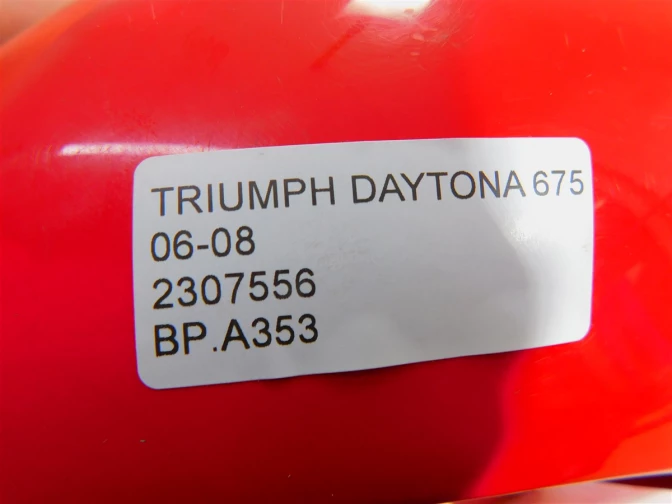 TRIUMPH DAYTONA 675
06-08
2307556
BP.A353